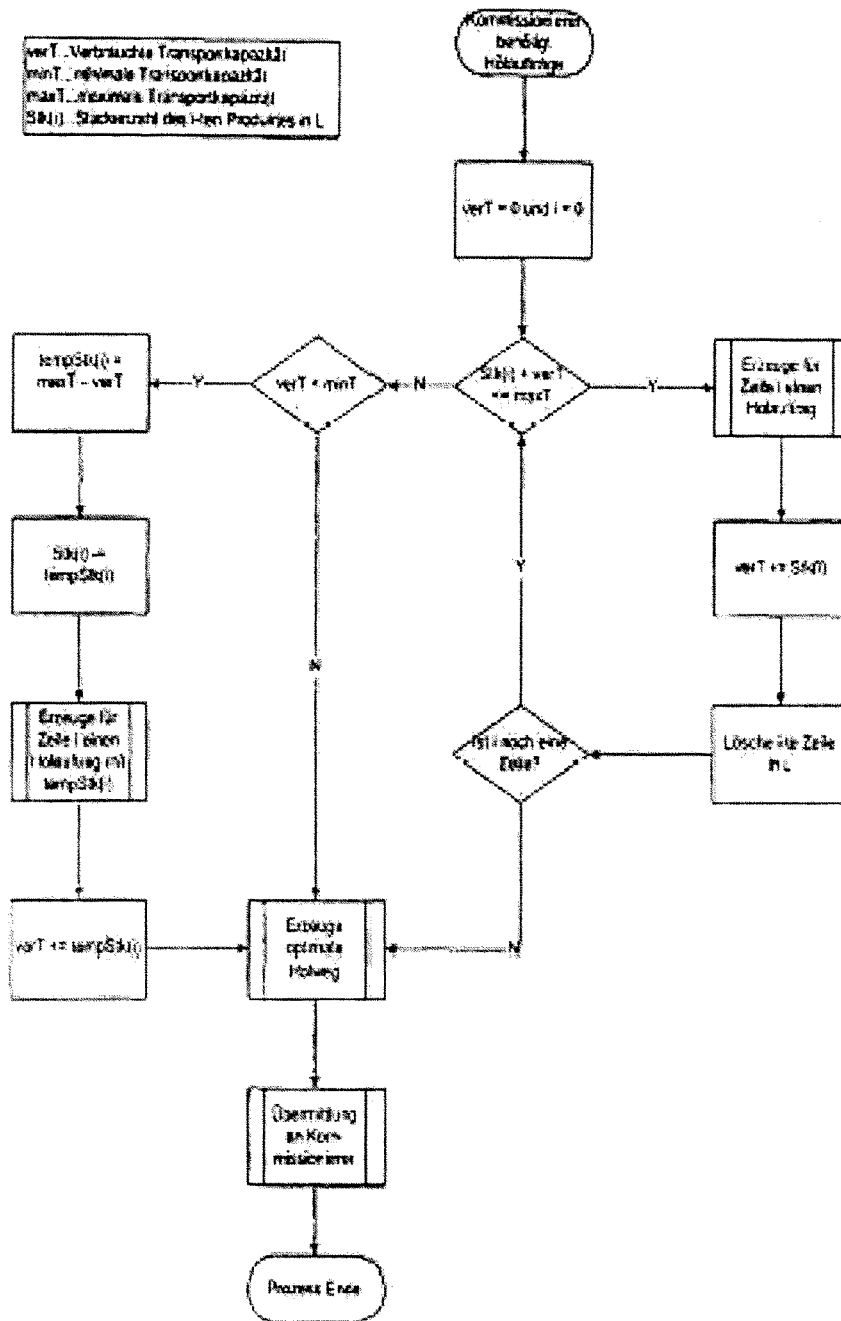 verT...Verbrauchte Transportkapazität
minT...minimale Transportkapazität
maxT...maximale Transportkapazität
Stk(i)...Stückanzahl des i-ten Produktes in L
Kommissionierer
benötigt
Holaufträge
verT = 0 und i = 0
Stk(i) + verT
<= maxT
Y
Erzeuge für
Zeile i einen
Holauftrag
verT += Stk(i)
Lösche i-te Zeile
in L
Ist noch eine
Zeile?
Y
N
N
verT < minT
Y
N
tempStk(i) =
maxT - verT
Stk(i) -=
tempStk(i)
Erzeuge für
Zeile i einen
Holauftrag mit
tempStk(i)
verT += tempStk(i)
Erzeuge
optimale
Holweg
Übermittlung
an Kom-
missionierer
Prozess Ende